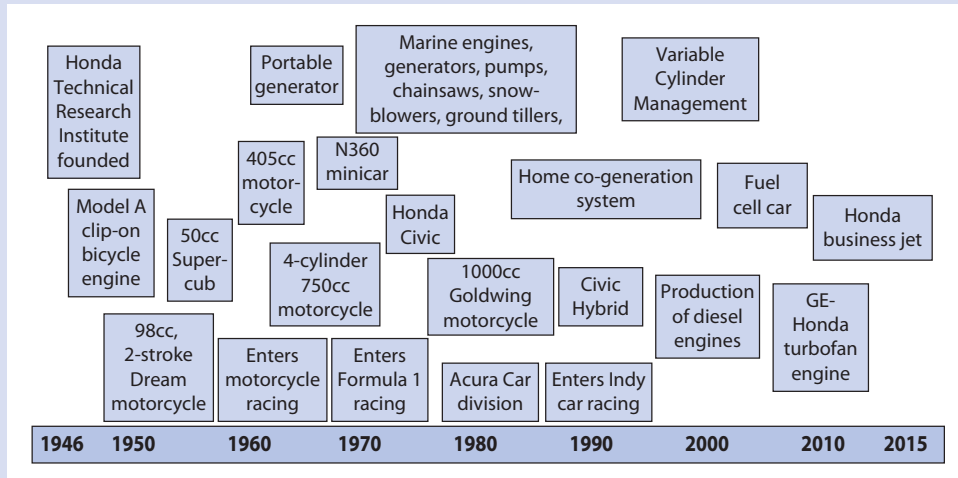 Honda
Technical
Research
Institute
founded
Portable
generator
Marine engines,
generators, pumps,
chainsaws, snow-
blowers, ground tillers,
Variable
Cylinder
Management
405cc
motor-
cycle
N360
minicar
Home co-generation
system
Fuel
cell car
Model A
clip-on
bicycle
engine
50cc
Super-
cub
Honda
Civic
Honda
business jet
4-cylinder
750cc
motorcycle
1000cc
Goldwing
motorcycle
Civic
Hybrid
Production
of diesel
engines
GE-
Honda
turbofan
engine
98cc,
2-stroke
Dream
motorcycle
Enters
motorcycle
racing
Enters
Formula 1
racing
Acura Car
division
Enters Indy
car racing
1946 1950 1960 1970 1980 1990 2000 2010 2015